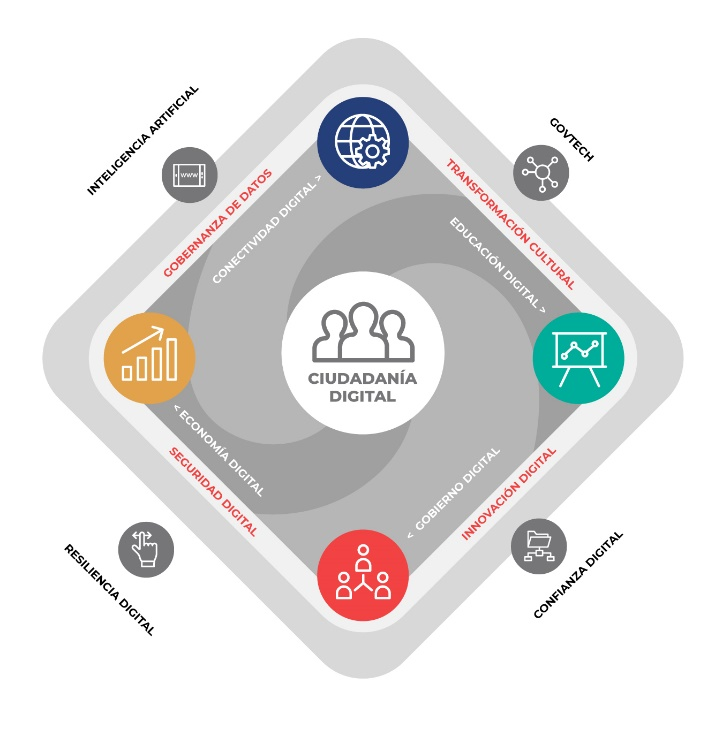 INTELIGENCIA ARTIFICIAL
GOVTECH
www
GOBERNANZA DE DATOS
TRANSFORMACIÓN CULTURAL
CONECTIVIDAD DIGITAL >
EDUCACIÓN DIGITAL >
CIUDADANÍA
DIGITAL
< ECONOMÍA DIGITAL
< GOBIERNO DIGITAL
SEGURIDAD DIGITAL
INNOVACIÓN DIGITAL
RESILIENCIA DIGITAL
CONFIANZA DIGITAL